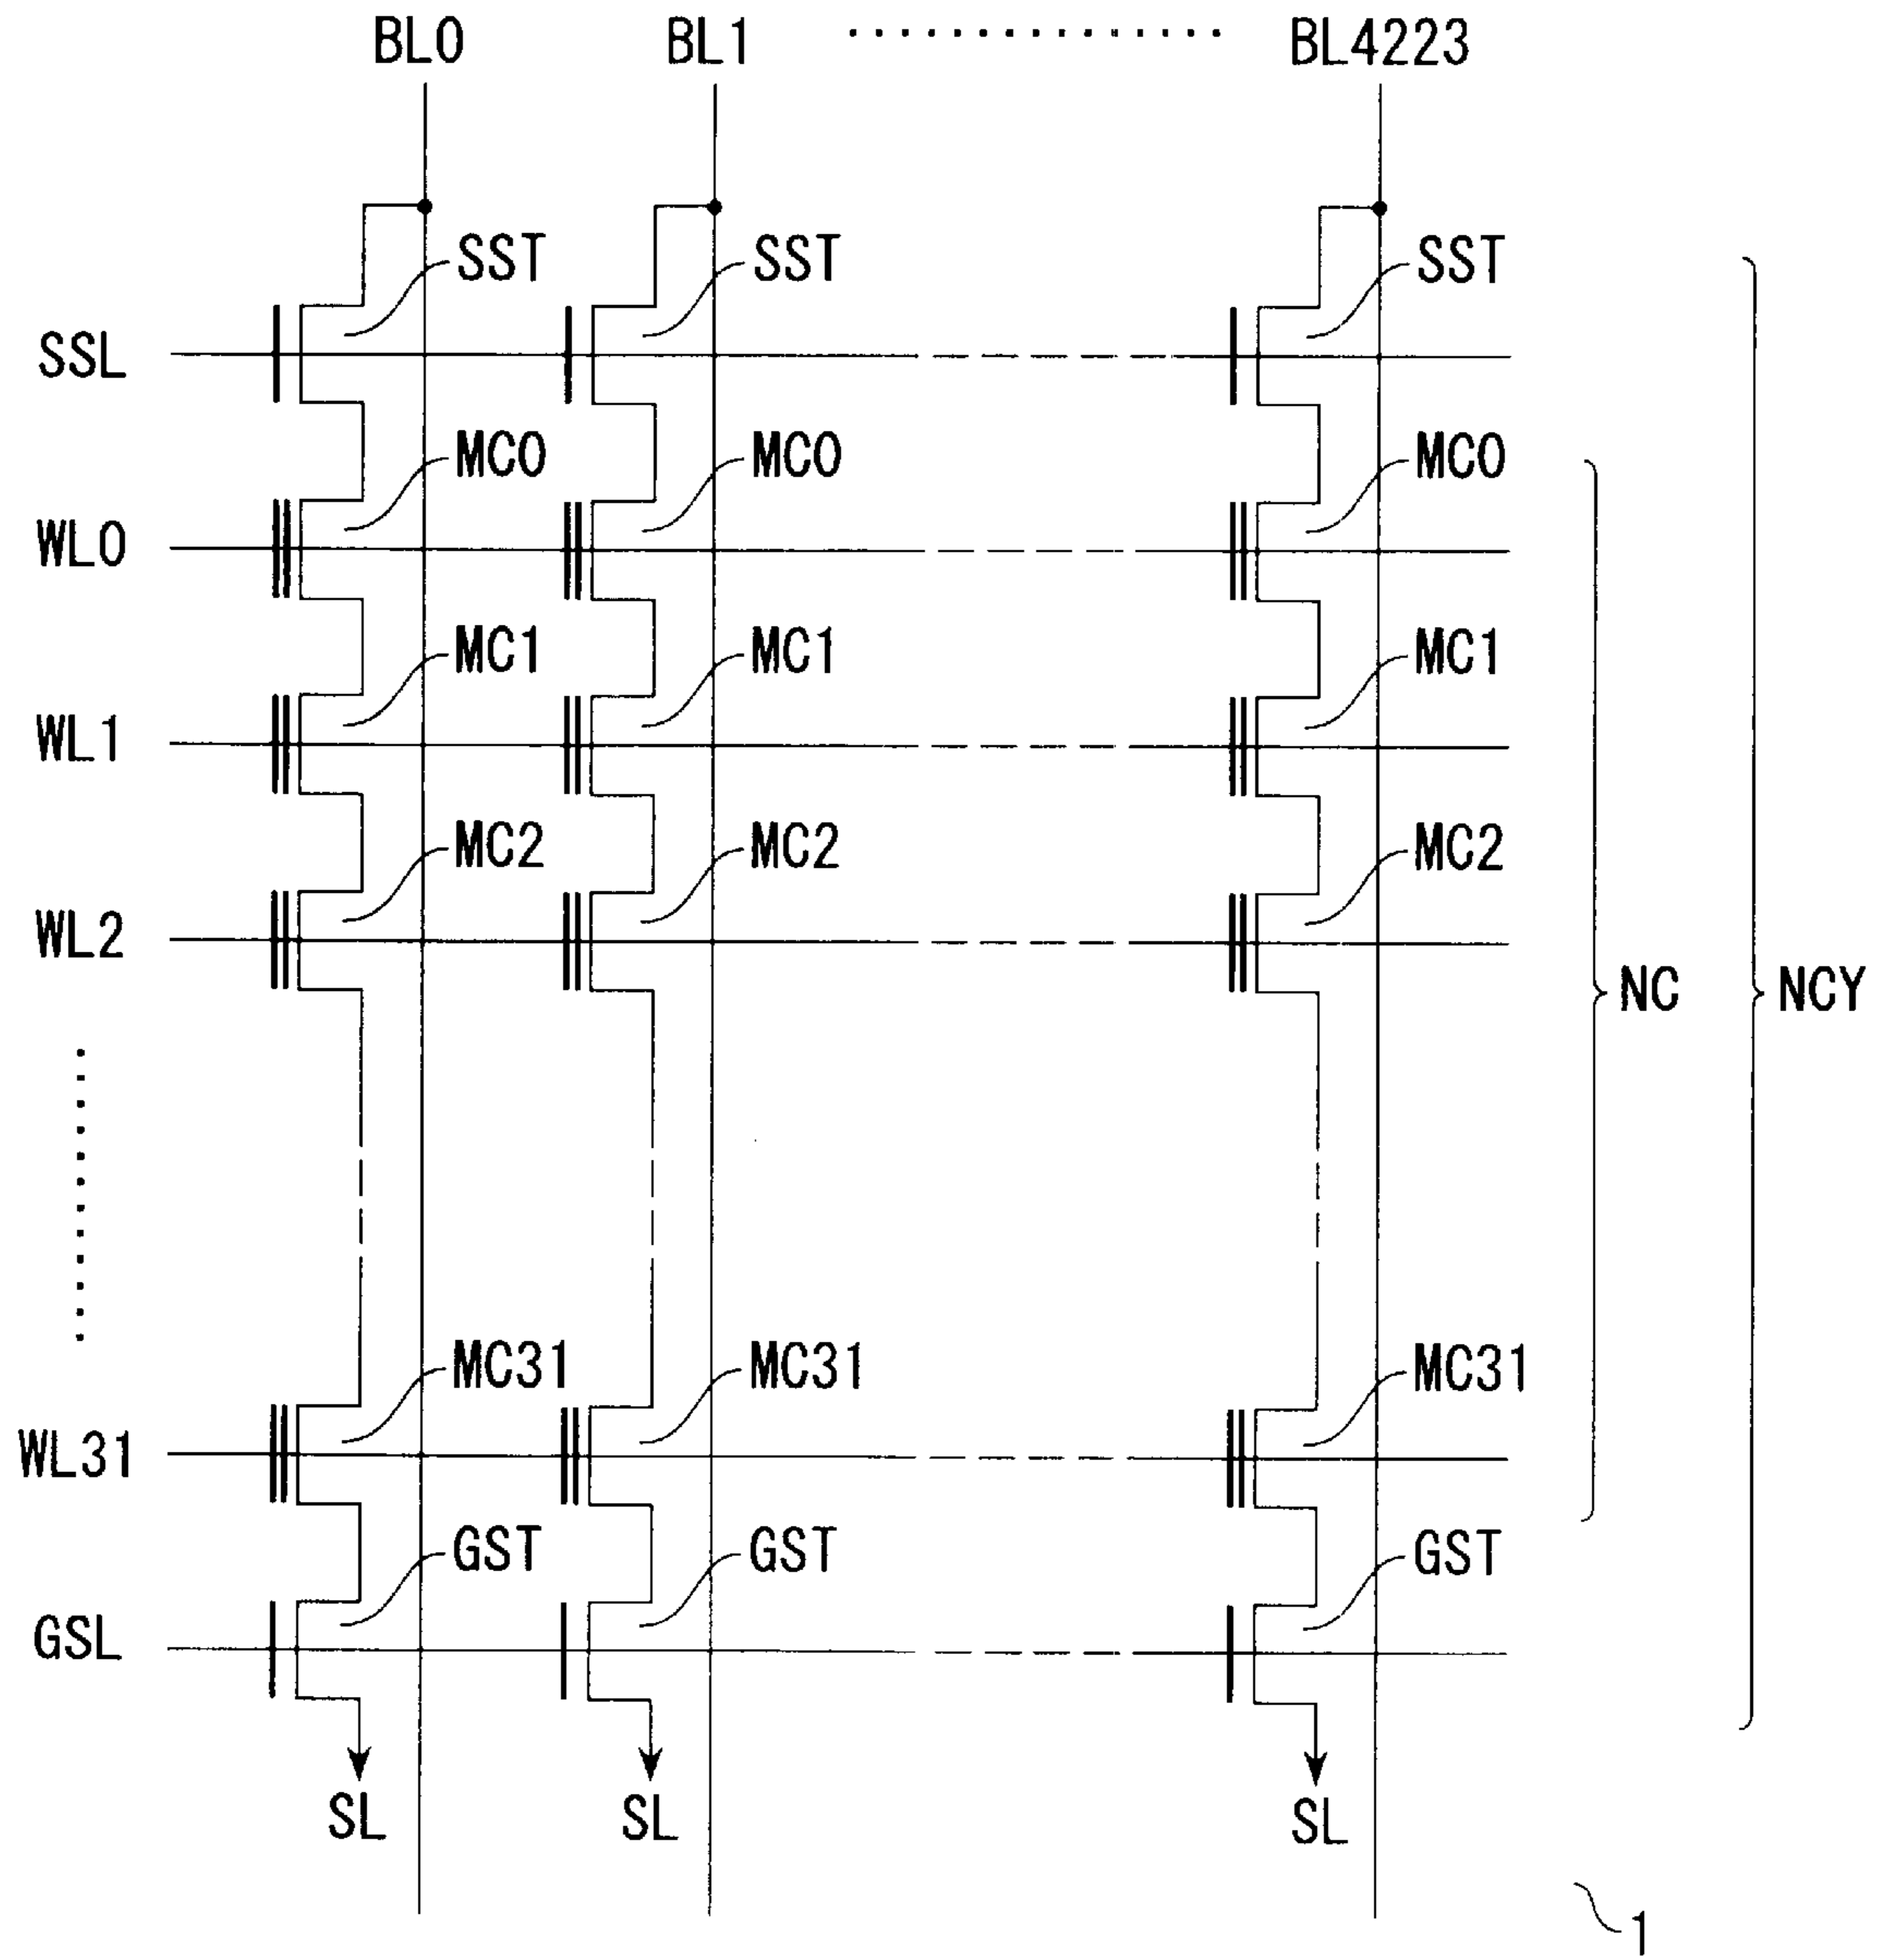 BL0 BL1 BL4223
SST SST SST
SSL
MC0 MC0 MC0
WL0
MC1 MC1 MC1
WL1
MC2 MC2 MC2
WL2
NC NCY
MC31 MC31 MC31
WL31
GST GST GST
GSL
SL SL SL
1